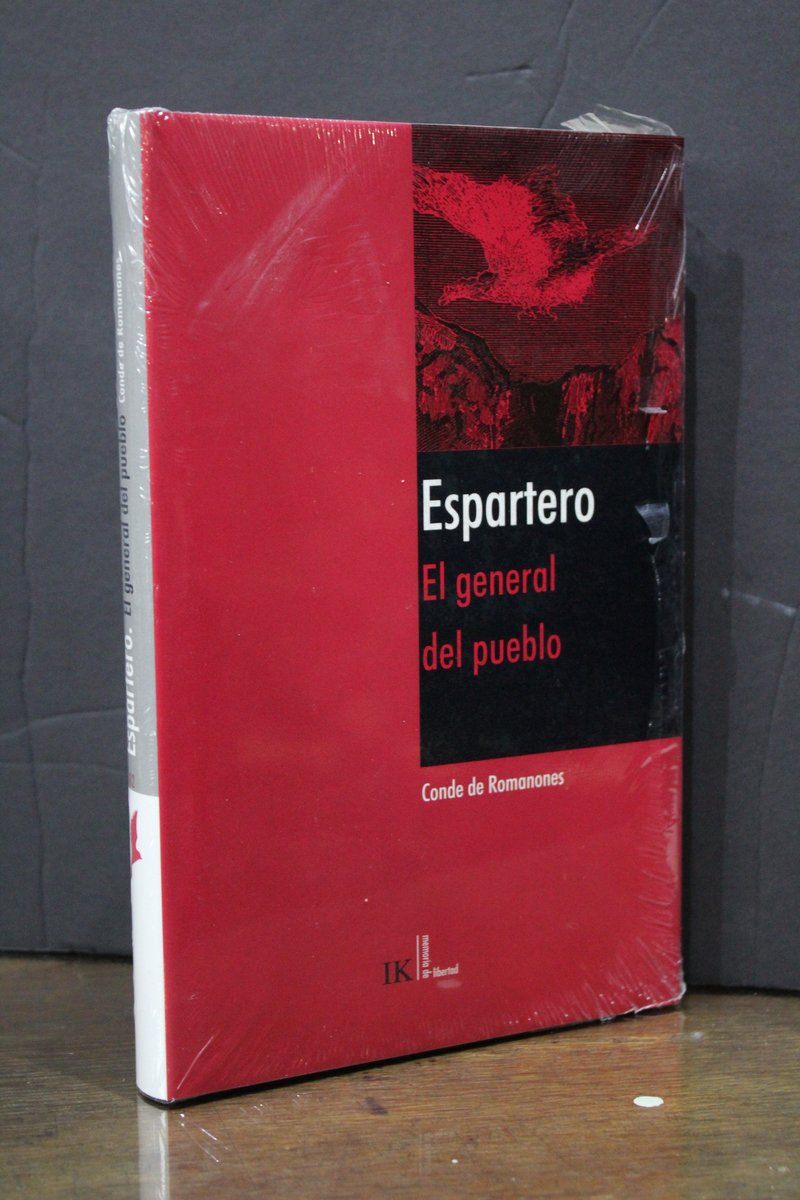 Espartero
El general
del pueblo
Conde de Romanones
IK
memoria de
libertad
Espartero. El general del pueblo Conde de Romanones